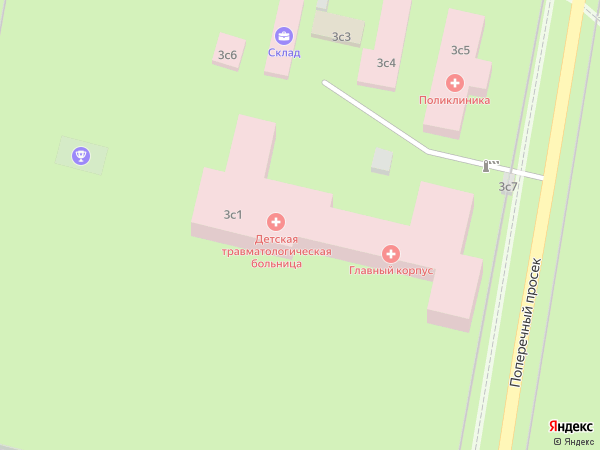 3с3
Склад
3с6
3с4
3с5
Поликлиника
3с7
3с1
Детская
травматологическая
больница
Главный корпус
Поперечный просек
Яндекс
© Яндекс